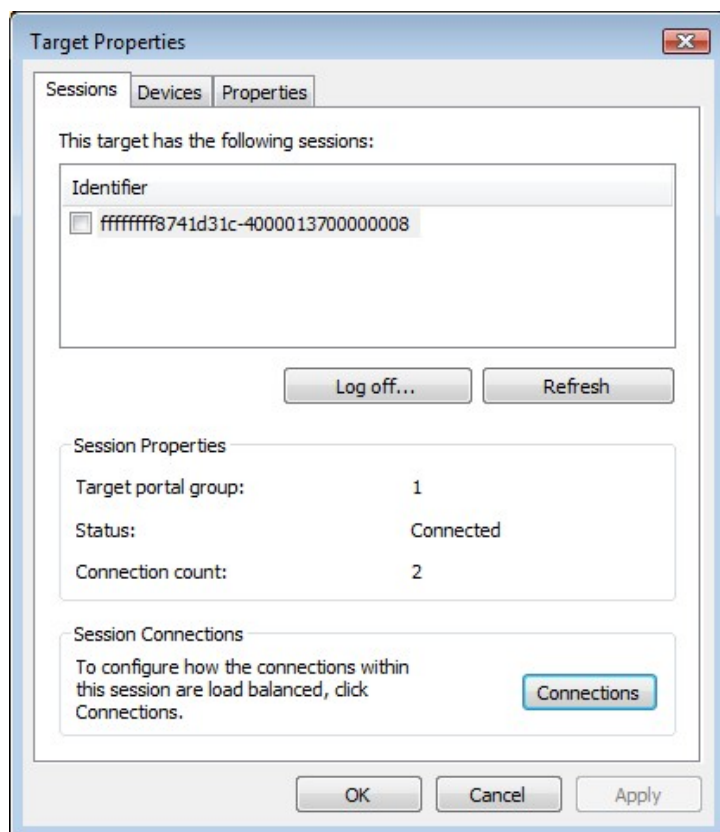 Target Properties
Sessions Devices Properties
This target has the following sessions:
Identifier
ffffffff8741d31c-4000013700000008
Log off... Refresh
Session Properties
Target portal group: 1
Status: Connected
Connection count: 2
Session Connections
To configure how the connections within
this session are load balanced, click
Connections.
Connections
OK Cancel Apply